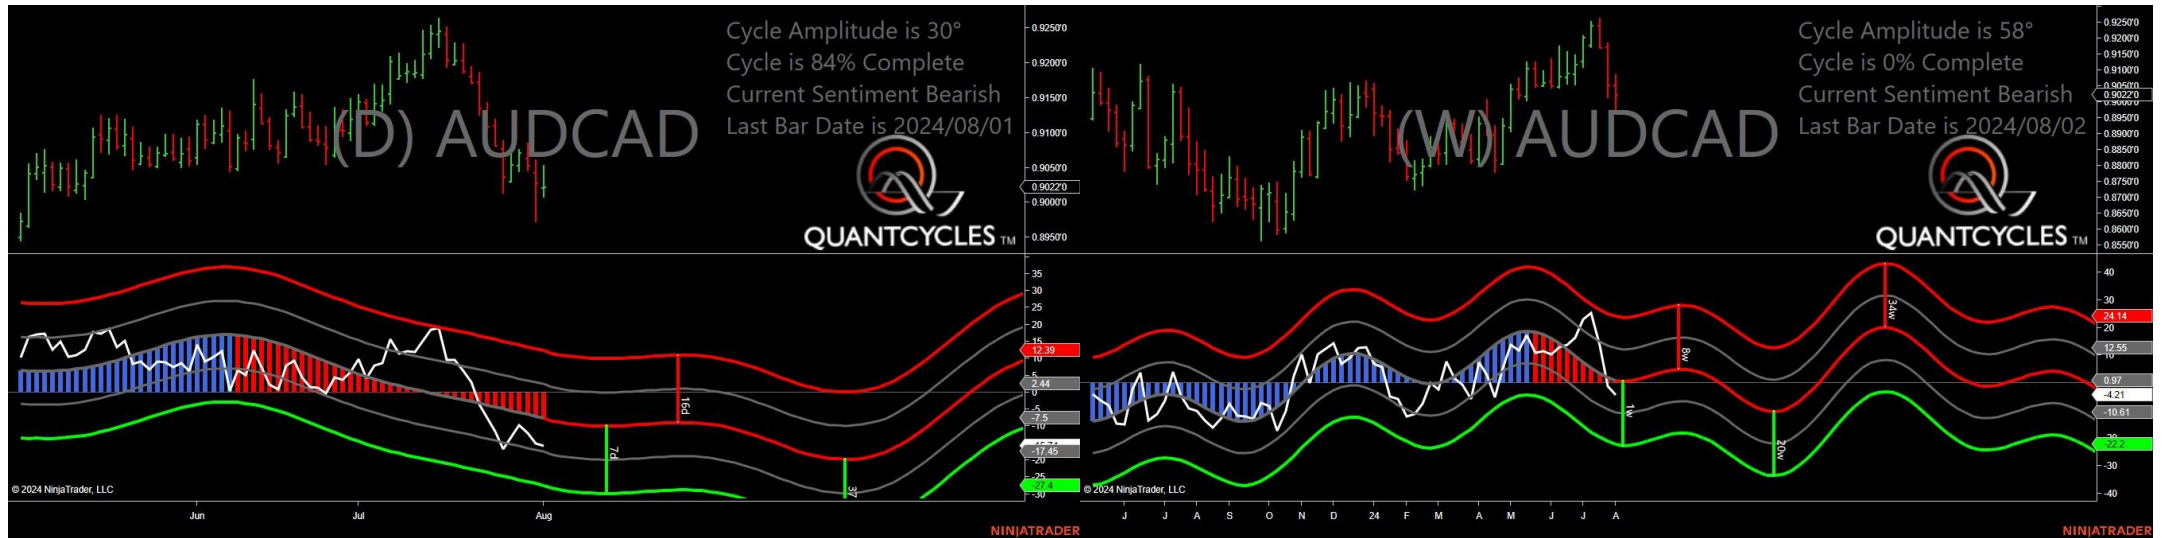 Cycle Amplitude is 30°
Cycle is 84% Complete
Current Sentiment Bearish
Last Bar Date is 2024/08/01
(D) AUDCAD
QUANTCYCLES TM
0.9250'0
0.9200'0
0.9150'0
0.9100'0
0.9050'0
0.9022'0
0.9000'0
0.8950'0
35
30
25
20
15
12.39
10
5
2.44
0
-5
-7.5
-10
-17.45
-20
-25
-27.4
-30
16d
7d
37
© 2024 NinjaTrader, LLC
Jun
Jul
Aug
NINJATRADER
Cycle Amplitude is 58°
Cycle is 0% Complete
Current Sentiment Bearish
Last Bar Date is 2024/08/02
(W) AUDCAD
QUANTCYCLES TM
0.9250'0
0.9200'0
0.9150'0
0.9100'0
0.9050'0
0.9022'0
0.9000'0
0.8950'0
0.8900'0
0.8850'0
0.8800'0
0.8750'0
0.8700'0
0.8650'0
0.8600'0
0.8550'0
40
30
24.14
20
12.55
10
0.97
-4.21
-10.61
-22.2
-30
-40
8w
1w
20w
34w
© 2024 NinjaTrader, LLC
J
J
A
S
O
N
D
24
F
M
A
M
J
J
A
NINJATRADER